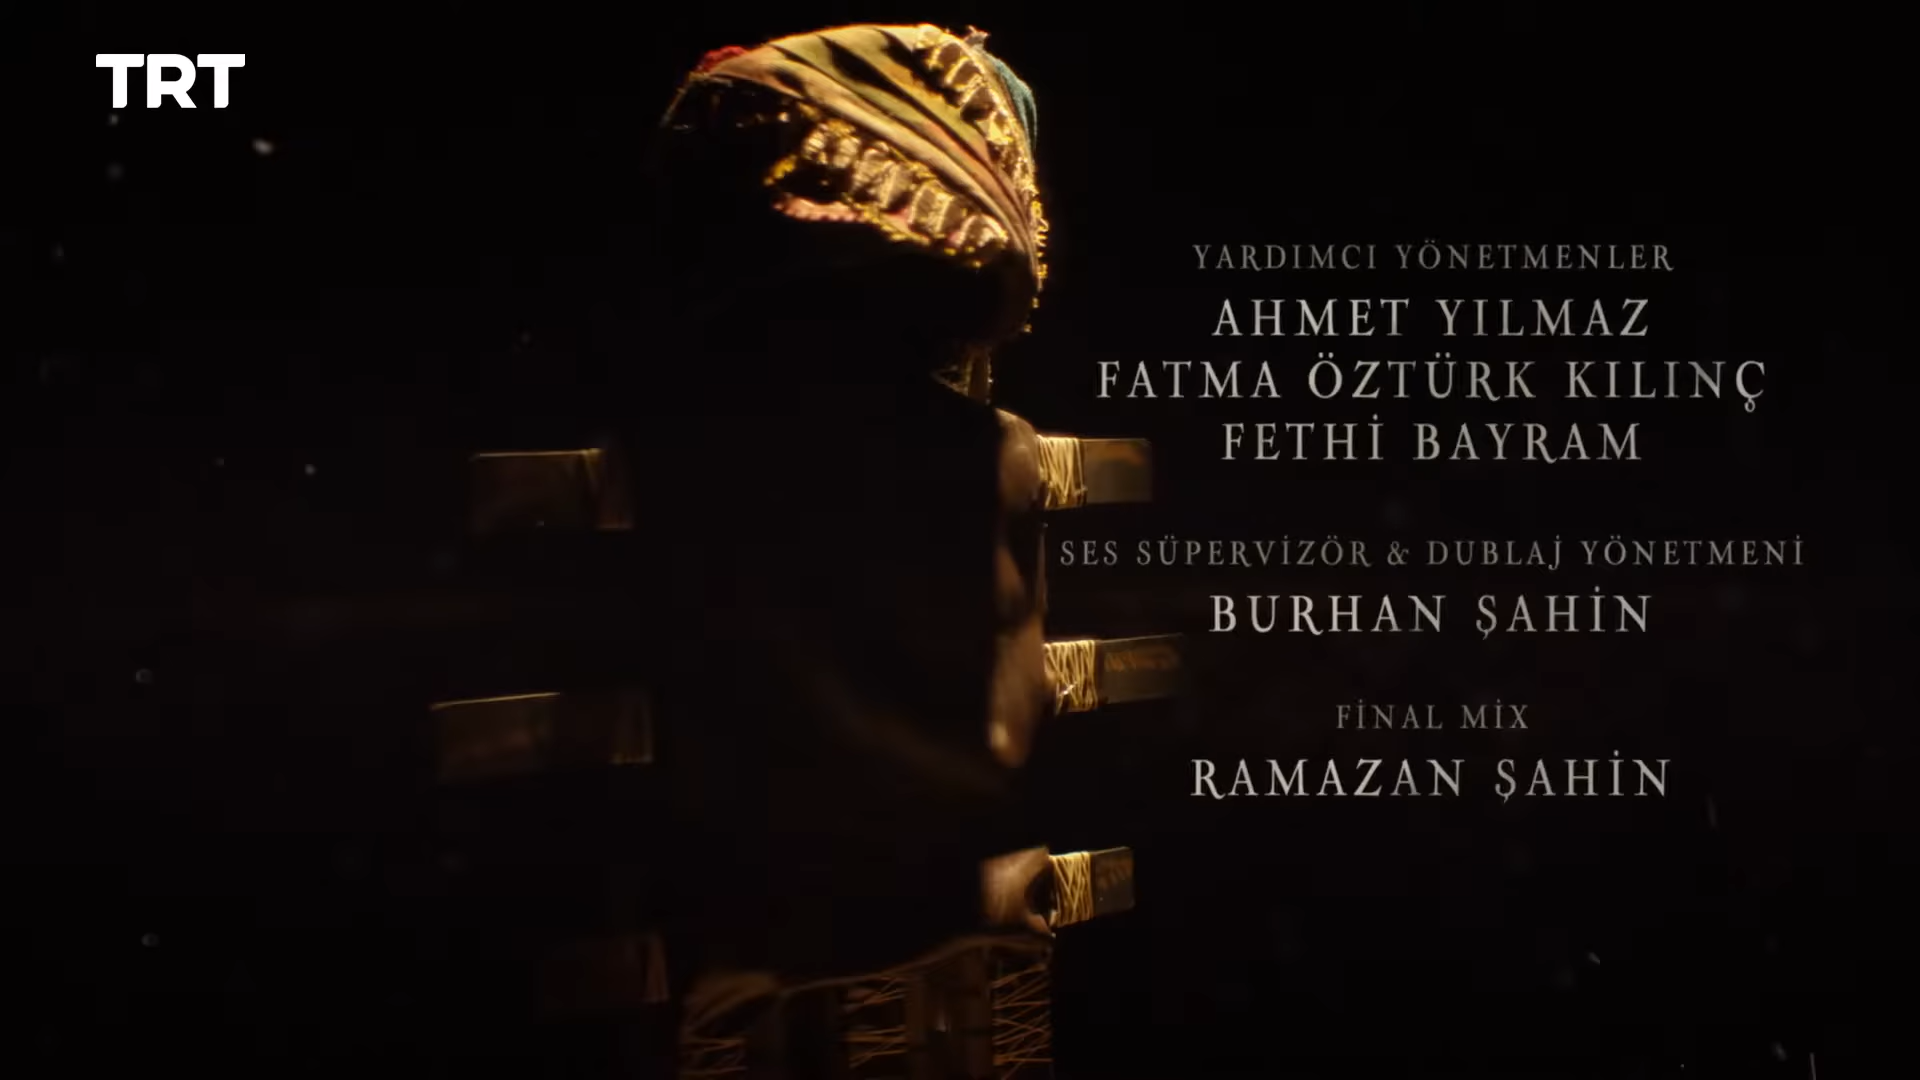 TRT
YARDIMCI YÖNETMENLER
AHMET YILMAZ
FATMA ÖZTÜRK KILINÇ
FETHİ BAYRAM
SES SÜPERVİZÖR & DUBLAJ YÖNETMENİ
BURHAN ŞAHİN
FİNAL MİX
RAMAZAN ŞAHİN